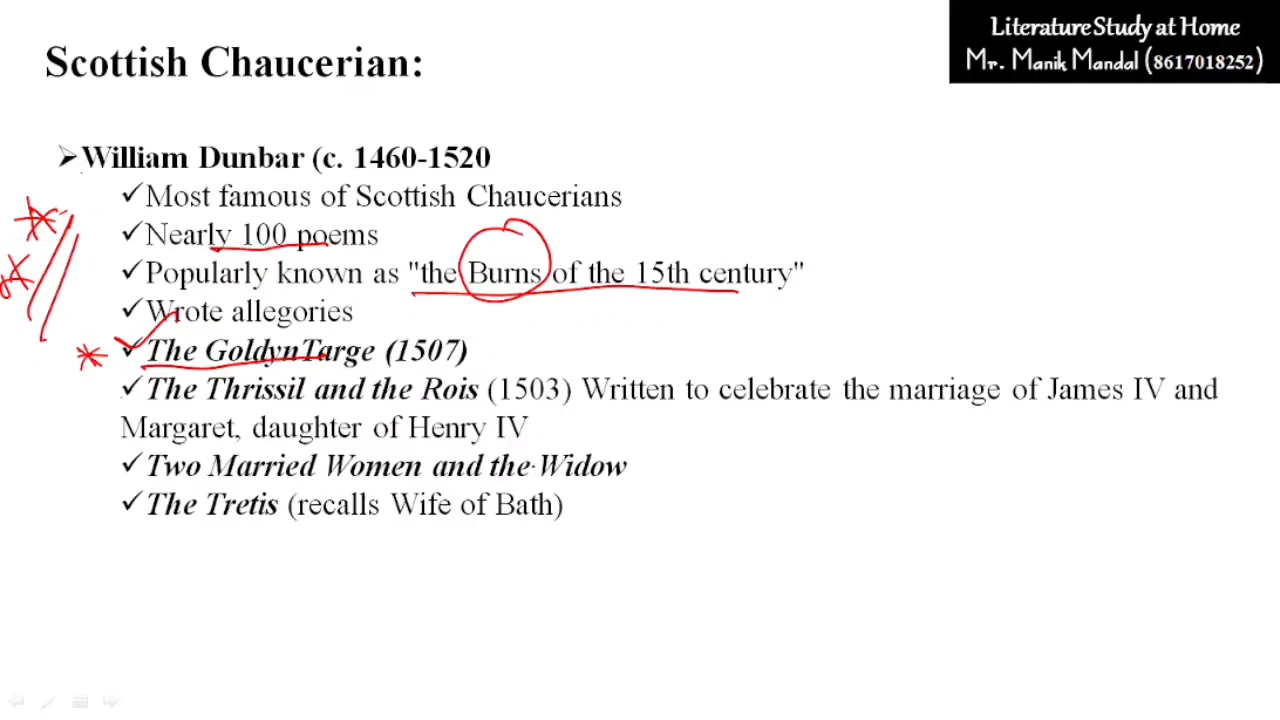 Literature Study at Home
Mr. Manik Mandal (8617018252)
Scottish Chaucerian:
William Dunbar (c. 1460-1520
Most famous of Scottish Chaucerians
Nearly 100 poems
Popularly known as "the Burns of the 15th century"
Wrote allegories
The GoldynTarge (1507)
The Thrissil and the Rois (1503) Written to celebrate the marriage of James IV and
Margaret, daughter of Henry IV
Two Married Women and the Widow
The Tretis (recalls Wife of Bath)